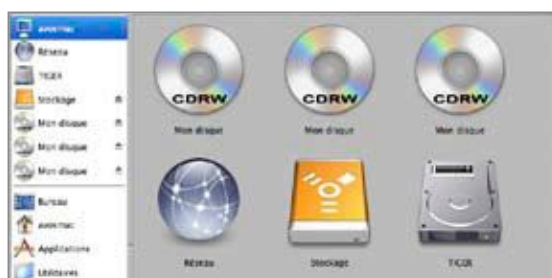 Réseau
TIGER
Stockage
Mon disque
Mon disque
Mon disque
Bureau
Applications
Utilitaires
CDRW
CDRW
CDRW
Mon disque
Mon disque
Mon disque
Réseau
Stockage
TIGER